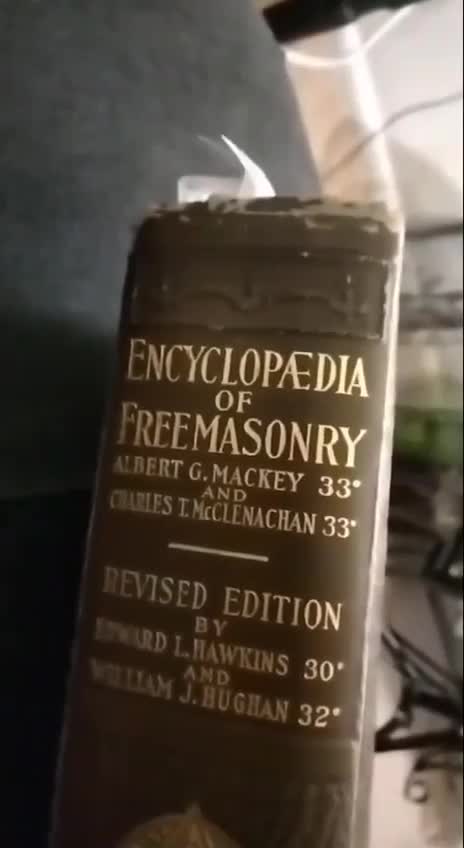 ENCYCLOPÆDIA
OF
FREEMASONRY
ALBERT G. MACKEY 33°
AND
CHARLES T. McCLENACHAN 33°
REVISED EDITION
BY
EDWARD L. HAWKINS 30°
AND
WILLIAM J. HUGHAN 32°